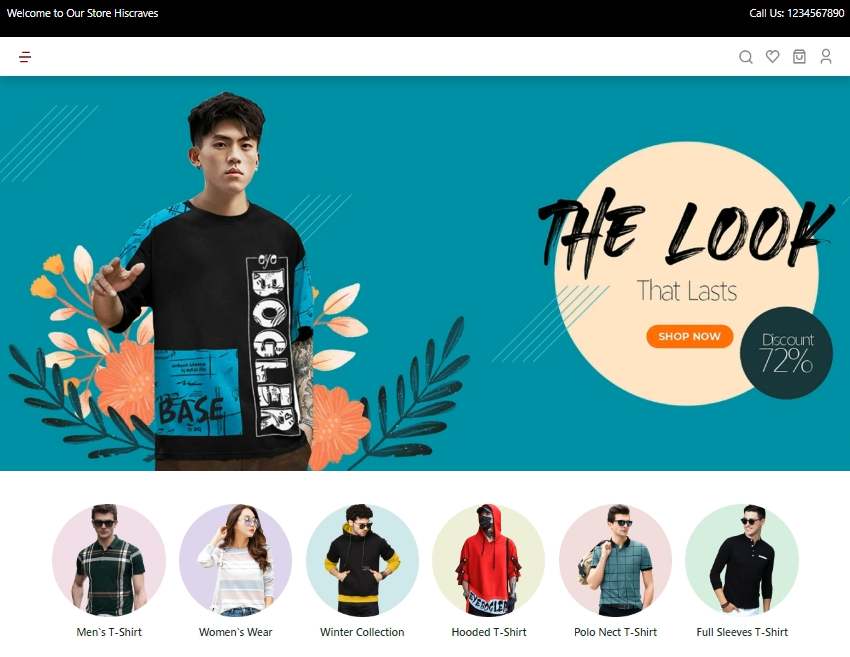 Welcome to Our Store Hiscraves
Call Us: 1234567890
THE LOOK
That Lasts
SHOP NOW
Discount
72%
eye
BOGLER
BASE
Men`s T-Shirt
Women`s Wear
Winter Collection
Hooded T-Shirt
Polo Nect T-Shirt
Full Sleeves T-Shirt